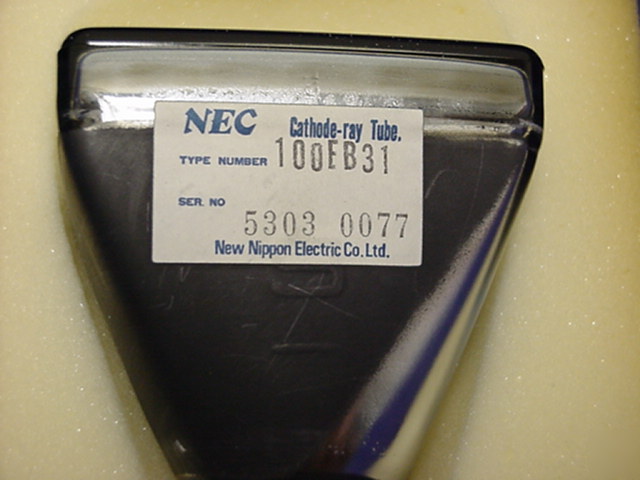 NEC Cathode-ray Tube.
TYPE NUMBER 100EB31
SER. NO
5303 0077
New Nippon Electric Co. Ltd.